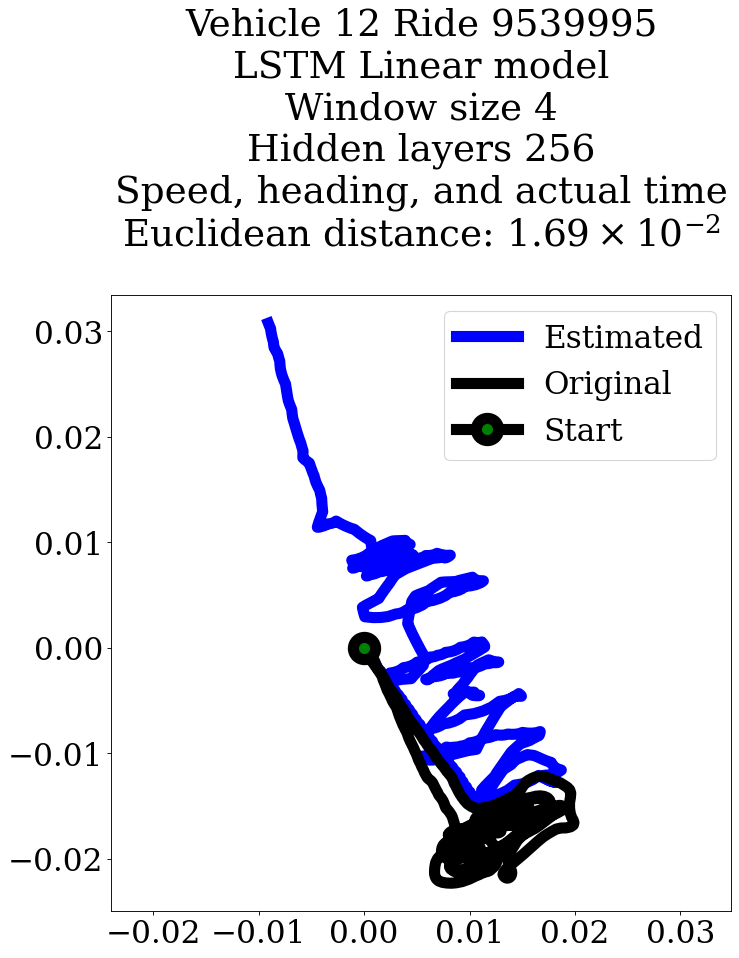 Vehicle 12 Ride 9539995
LSTM Linear model
Window size 4
Hidden layers 256
Speed, heading, and actual time
Euclidean distance: 1.69 × 10⁻²
Estimated
Original
Start
0.03
0.02
0.01
0.00
−0.01
−0.02
−0.02 −0.01 0.00 0.01 0.02 0.03